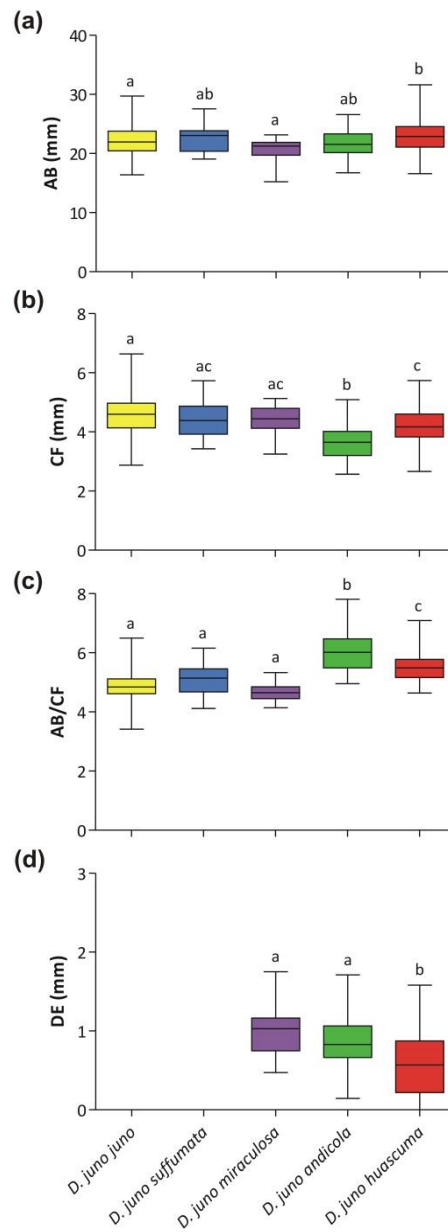 (a)
AB (mm)
40
30
20
10
0
a
ab
a
ab
b
(b)
CF (mm)
8
6
4
2
0
a
ac
ac
b
c
(c)
AB/CF
8
6
4
2
0
a
a
a
b
c
(d)
DE (mm)
3
2
1
0
a
a
b
D. juno juno
D. juno suffumata
D. juno miraculosa
D. juno andicola
D. juno huascuma